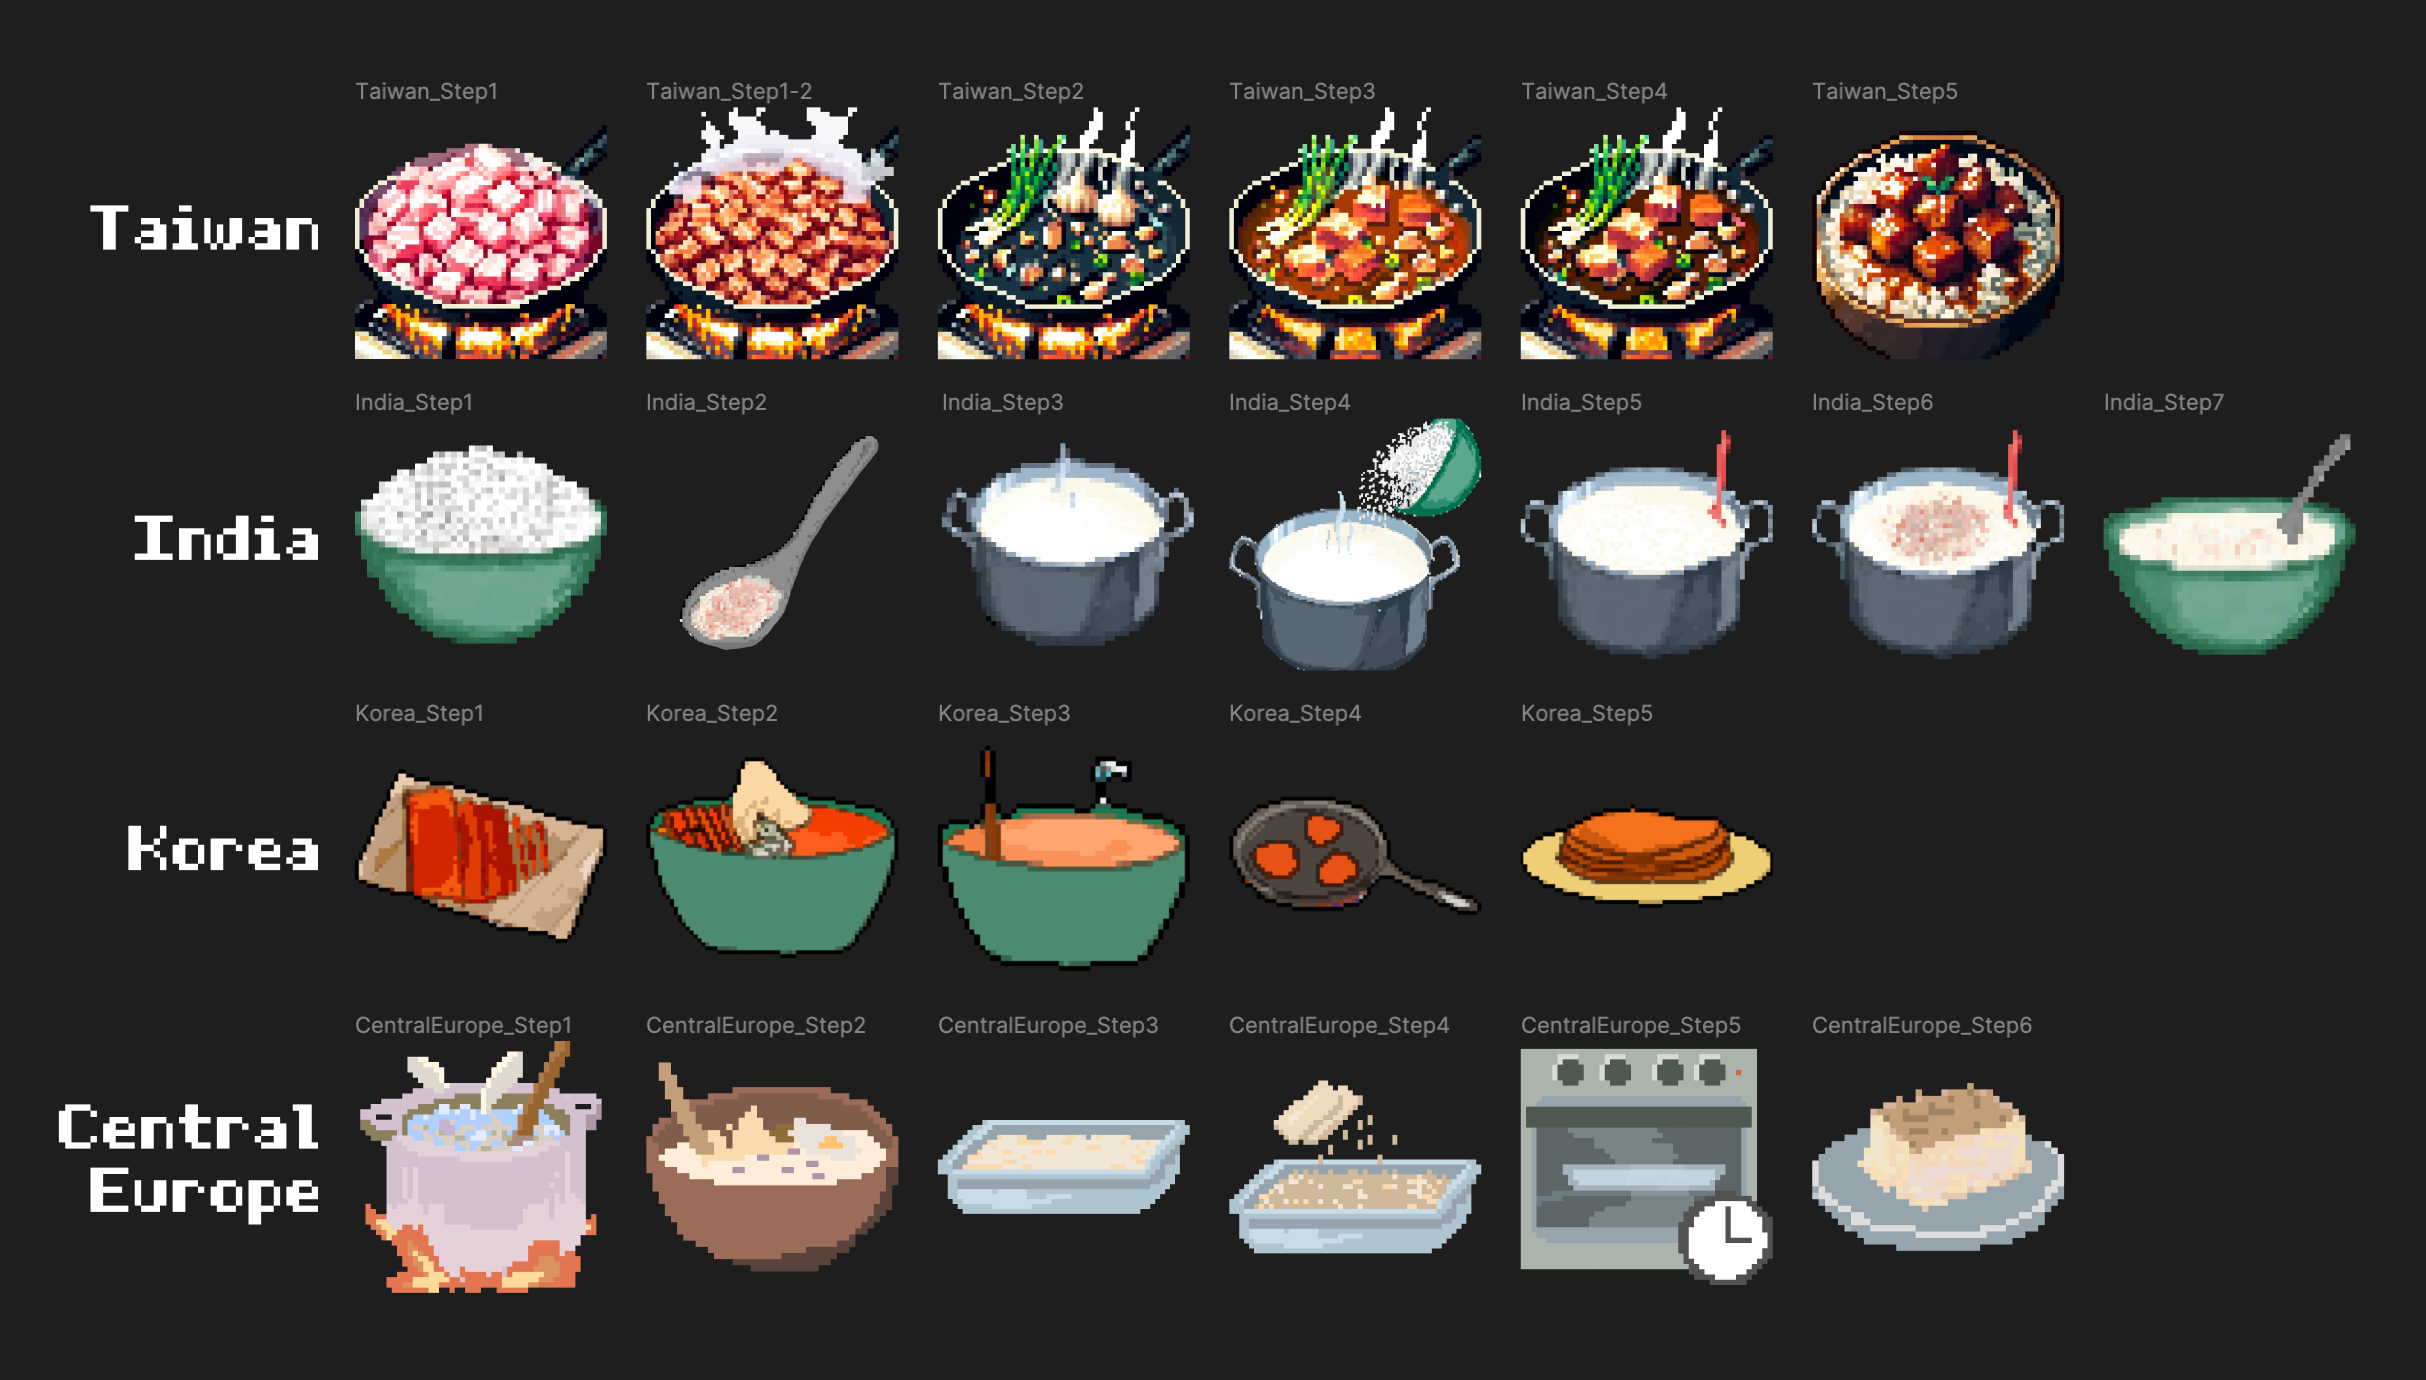 Taiwan_Step1 Taiwan_Step1-2 Taiwan_Step2 Taiwan_Step3 Taiwan_Step4 Taiwan_Step5
Taiwan
India_Step1 India_Step2 India_Step3 India_Step4 India_Step5 India_Step6 India_Step7
India
Korea_Step1 Korea_Step2 Korea_Step3 Korea_Step4 Korea_Step5
Korea
CentralEurope_Step1 CentralEurope_Step2 CentralEurope_Step3 CentralEurope_Step4 CentralEurope_Step5 CentralEurope_Step6
Central
Europe